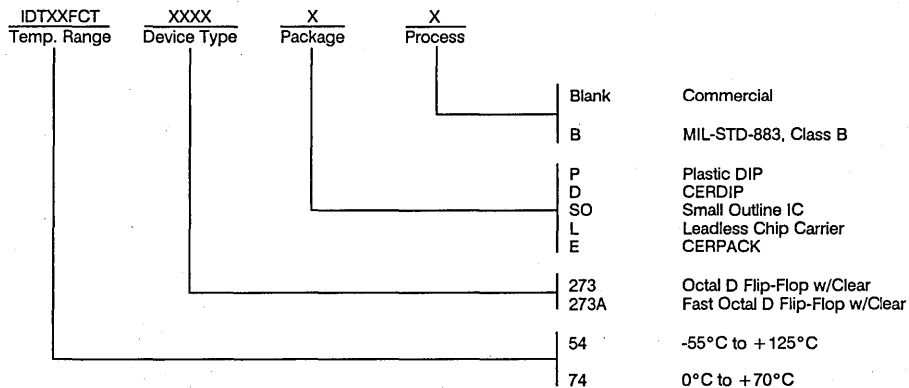 IDTXXFCT XXXX X X
Temp. Range Device Type Package Process
Blank Commercial
B MIL-STD-883, Class B
P Plastic DIP
D CERDIP
SO Small Outline IC
L Leadless Chip Carrier
E CERPACK
273 Octal D Flip-Flop w/Clear
273A Fast Octal D Flip-Flop w/Clear
54 -55°C to +125°C
74 0°C to +70°C